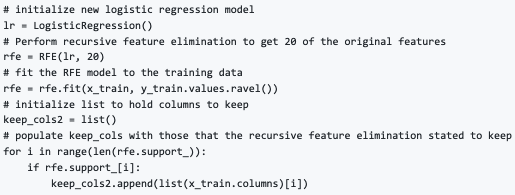 # initialize new logistic regression model
lr = LogisticRegression()
# Perform recursive feature elimination to get 20 of the original features
rfe = RFE(lr, 20)
# fit the RFE model to the training data
rfe = rfe.fit(x_train, y_train.values.ravel())
# initialize list to hold columns to keep
keep_cols2 = list()
# populate keep_cols with those that the recursive feature elimination stated to keep
for i in range(len(rfe.support_)):
    if rfe.support_[i]:
        keep_cols2.append(list(x_train.columns)[i])